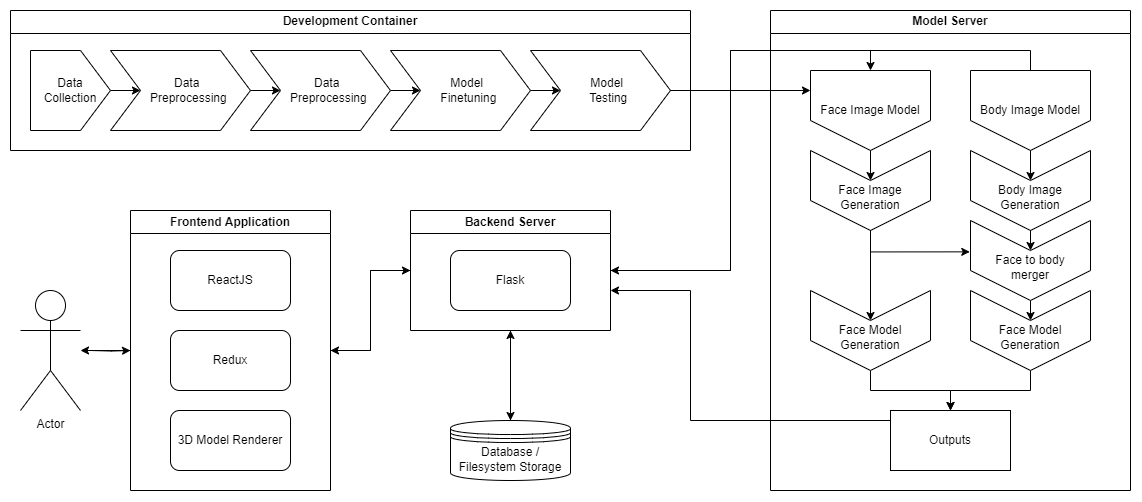 Development Container
Data
Collection
Data
Preprocessing
Data
Preprocessing
Model
Finetuning
Model
Testing
Model Server
Face Image Model
Body Image Model
Face Image
Generation
Body Image
Generation
Face to body
merger
Face Model
Generation
Face Model
Generation
Outputs
Frontend Application
ReactJS
Redux
3D Model Renderer
Backend Server
Flask
Database /
Filesystem Storage
Actor